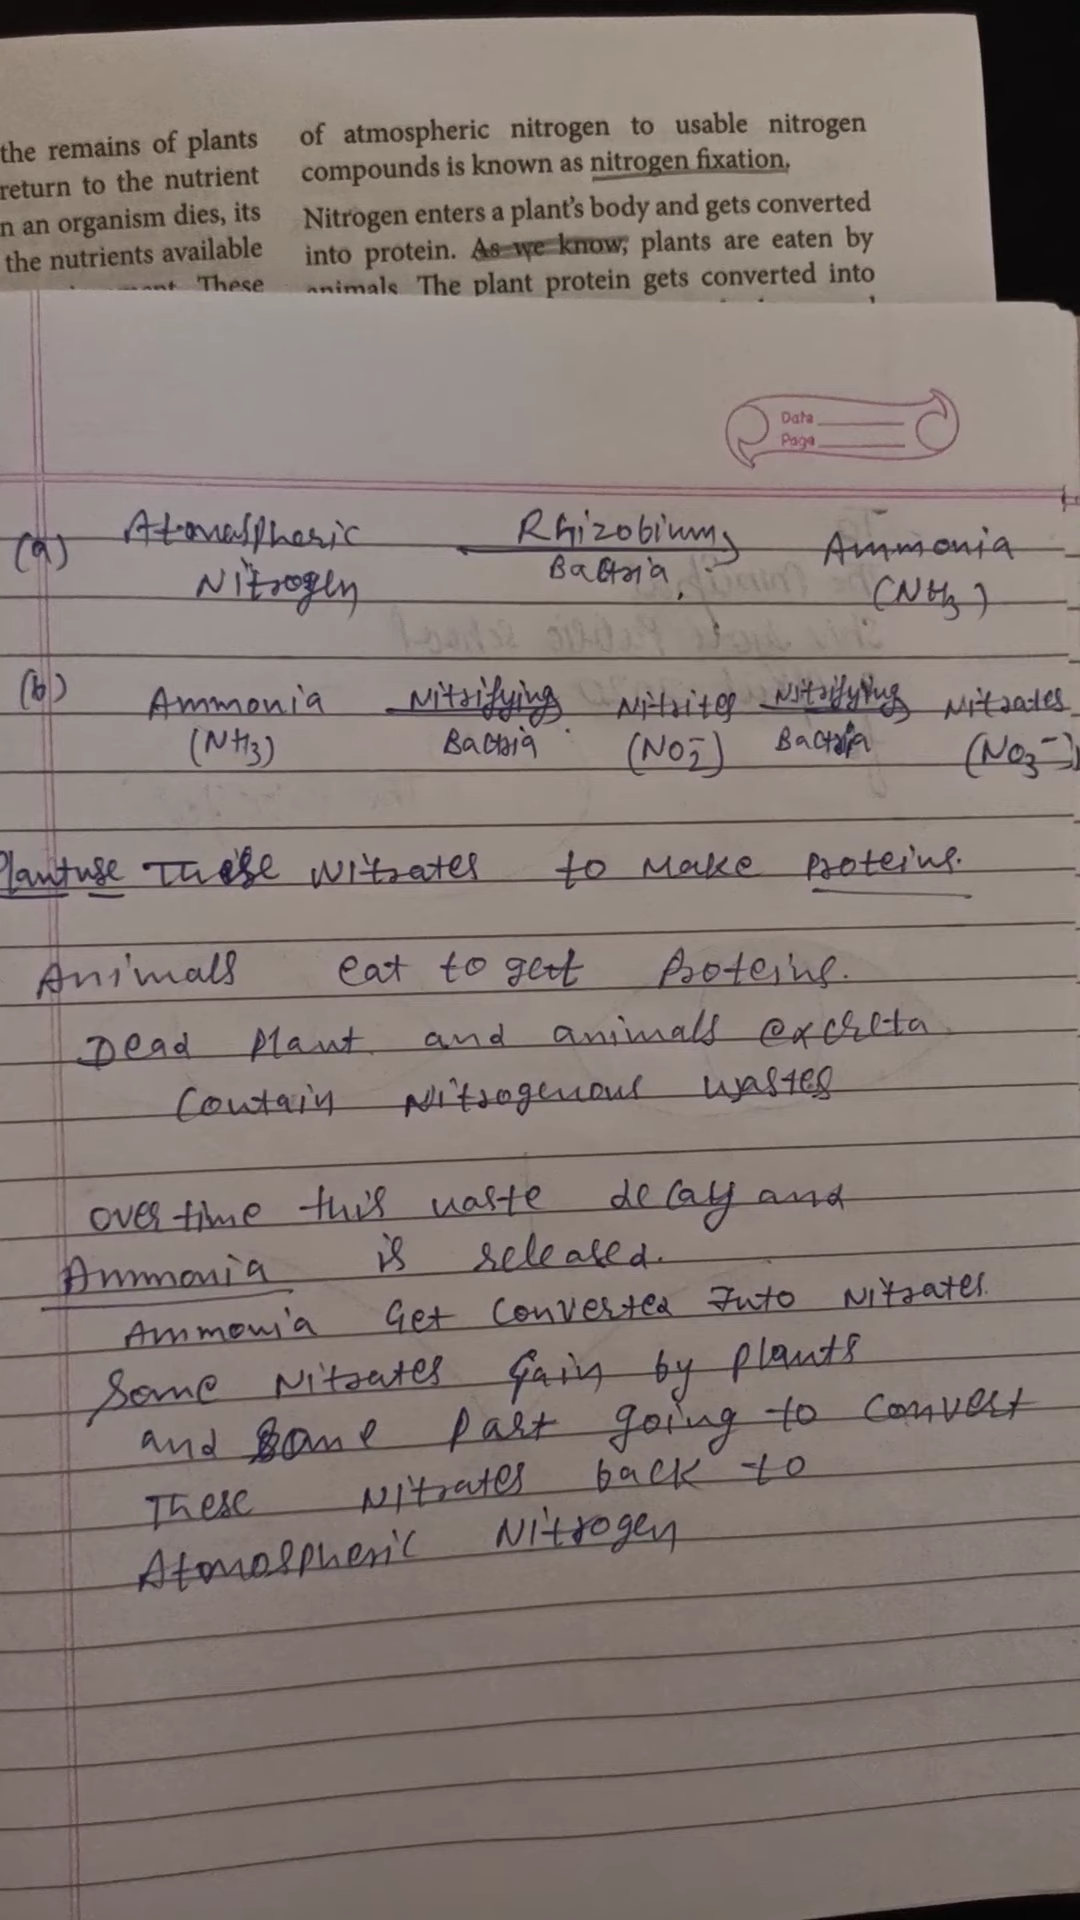 the remains of plants
return to the nutrient
n an organism dies, its
the nutrients available
These
of atmospheric nitrogen to usable nitrogen
compounds is known as nitrogen fixation.
Nitrogen enters a plant's body and gets converted
into protein. As we know, plants are eaten by
animals. The plant protein gets converted into
Date
Page
(a) Atomaspheric Rhizobium Ammonia
Nitrogen Bactria (NH3)
(b) Ammonia Nitrifying Nitrites Nitrifying Nitrates
(NH3) Bactria (NO2-) Bactria (NO3-)
Plant use These Nitrates to Make Proteins.
Animals eat to get Proteins.
Dead Plant and animals excreta
Contain Nitrogenous wastes
over time this waste decay and
Ammonia is released.
Ammonia Get Converted Into Nitrates.
Some Nitrates Gain by plants
and Some Part going to Convert
These Nitrates back to
Atomospheric Nitrogen